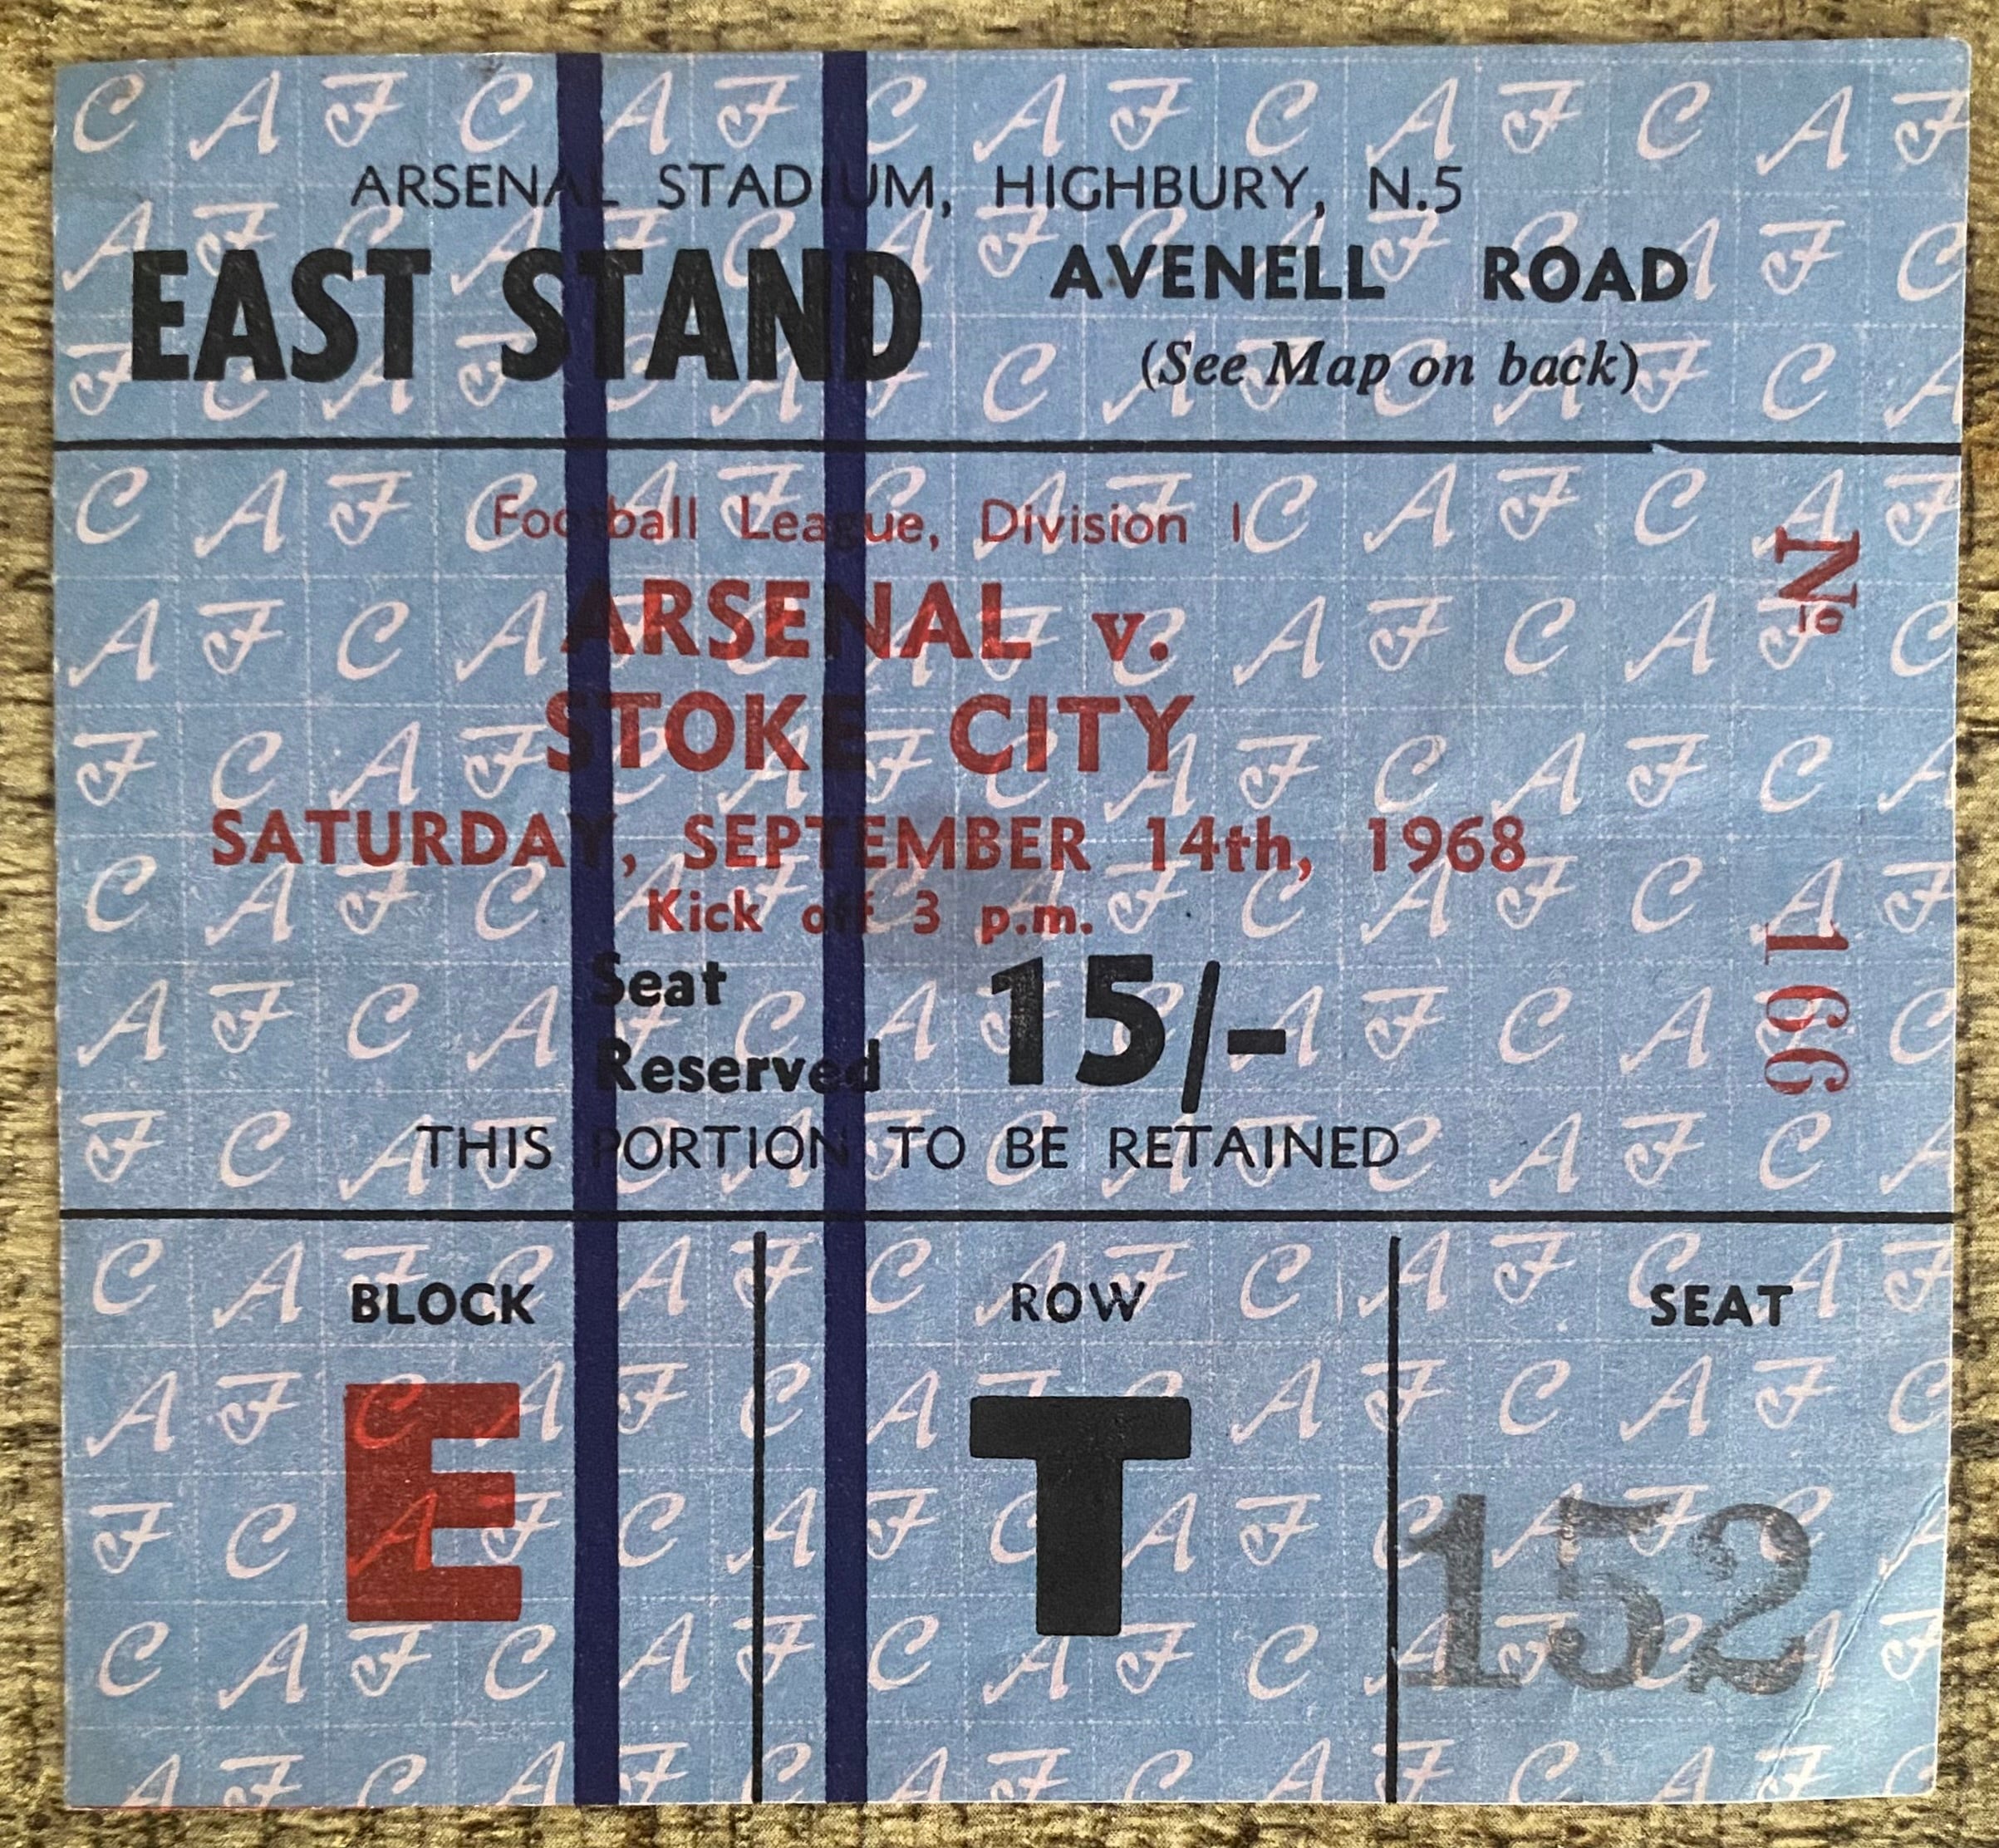 ARSENAL STADIUM, HIGHBURY, N.5
EAST STAND
AVENELL ROAD
(See Map on back)
Football League, Division I
ARSENAL v.
STOKE CITY
SATURDAY, SEPTEMBER 14th, 1968
Kick off 3 p.m.
Seat
Reserved
15/-
THIS PORTION TO BE RETAINED
Nº 166
BLOCK
E
ROW
T
SEAT
152